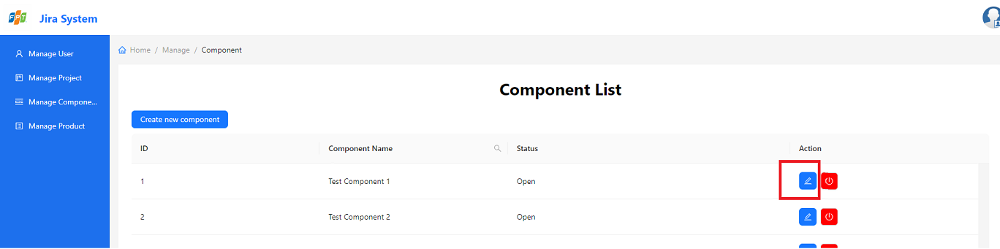 FPT
Jira System
Manage User
Manage Project
Manage Compone...
Manage Product
Home / Manage / Component
Component List
Create new component
ID Component Name Status Action
1 Test Component 1 Open
2 Test Component 2 Open